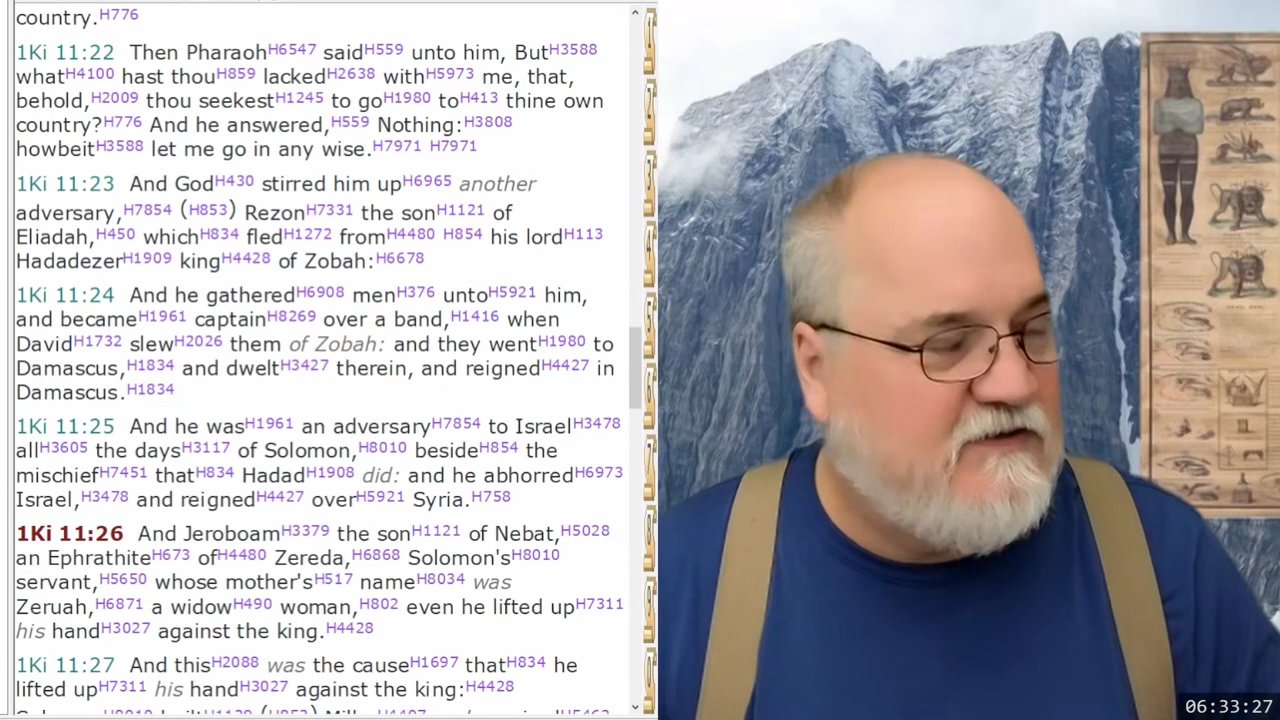 country.H776
1Ki 11:22 Then PharaohH6547 saidH559 unto him, ButH3588
whatH4100 hast thouH859 lackedH2638 withH5973 me, that,
behold,H2009 thou seekestH1245 to goH1980 toH413 thine own
country?H776 And he answered,H559 Nothing:H3808
howbeitH3588 let me go in any wise.H7971 H7971
1Ki 11:23 And GodH430 stirred him upH6965 another
adversary,H7854 (H853) RezonH7331 the sonH1121 of
Eliadah,H450 whichH834 fledH1272 fromH4480 H854 his lordH113
HadadezerH1909 kingH4428 of Zobah:H6678
1Ki 11:24 And he gatheredH6908 menH376 untoH5921 him,
and becameH1961 captainH8269 over a band,H1416 when
DavidH1732 slewH2026 them of Zobah: and they wentH1980 to
Damascus,H1834 and dweltH3427 therein, and reignedH4427 in
Damascus.H1834
1Ki 11:25 And he wasH1961 an adversaryH7854 to IsraelH3478
allH3605 the daysH3117 of Solomon,H8010 besideH854 the
mischiefH7451 thatH834 HadadH1908 did: and he abhorredH6973
Israel,H3478 and reignedH4427 overH5921 Syria.H758
1Ki 11:26 And JeroboamH3379 the sonH1121 of Nebat,H5028
an EphrathiteH673 ofH4480 Zereda,H6868 Solomon'sH8010
servant,H5650 whose mother'sH517 nameH8034 was
Zeruah,H6871 a widowH490 woman,H802 even he lifted upH7311
his handH3027 against the king.H4428
1Ki 11:27 And thisH2088 was the causeH1697 thatH834 he
lifted upH7311 his handH3027 against the king:H4428
06:33:27